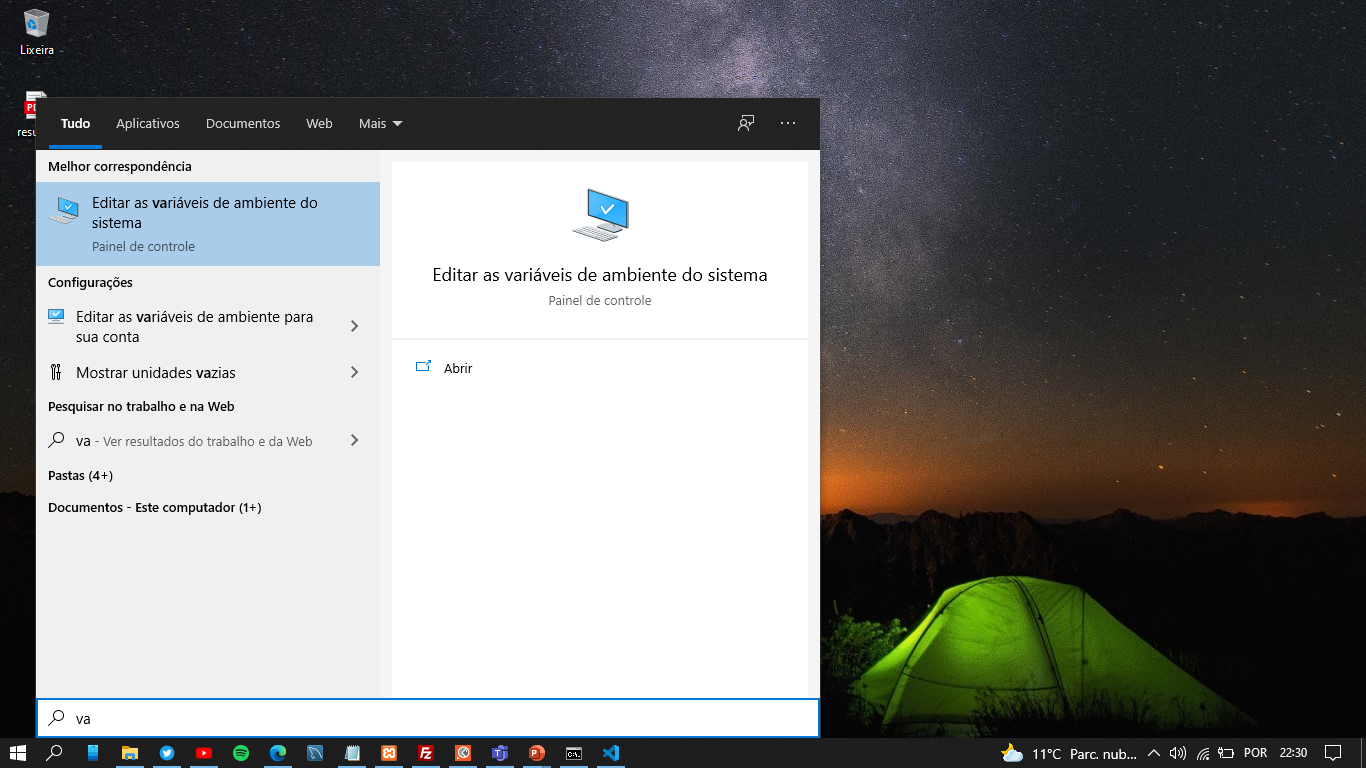 Lixeira
resu
Tudo Aplicativos Documentos Web Mais
Melhor correspondência
Editar as variáveis de ambiente do
sistema
Painel de controle
Configurações
Editar as variáveis de ambiente para
sua conta
Mostrar unidades vazias
Pesquisar no trabalho e na Web
va - Ver resultados do trabalho e da Web
Pastas (4+)
Documentos - Este computador (1+)
Editar as variáveis de ambiente do sistema
Painel de controle
Abrir
va
11°C Parc. nub... POR 22:30